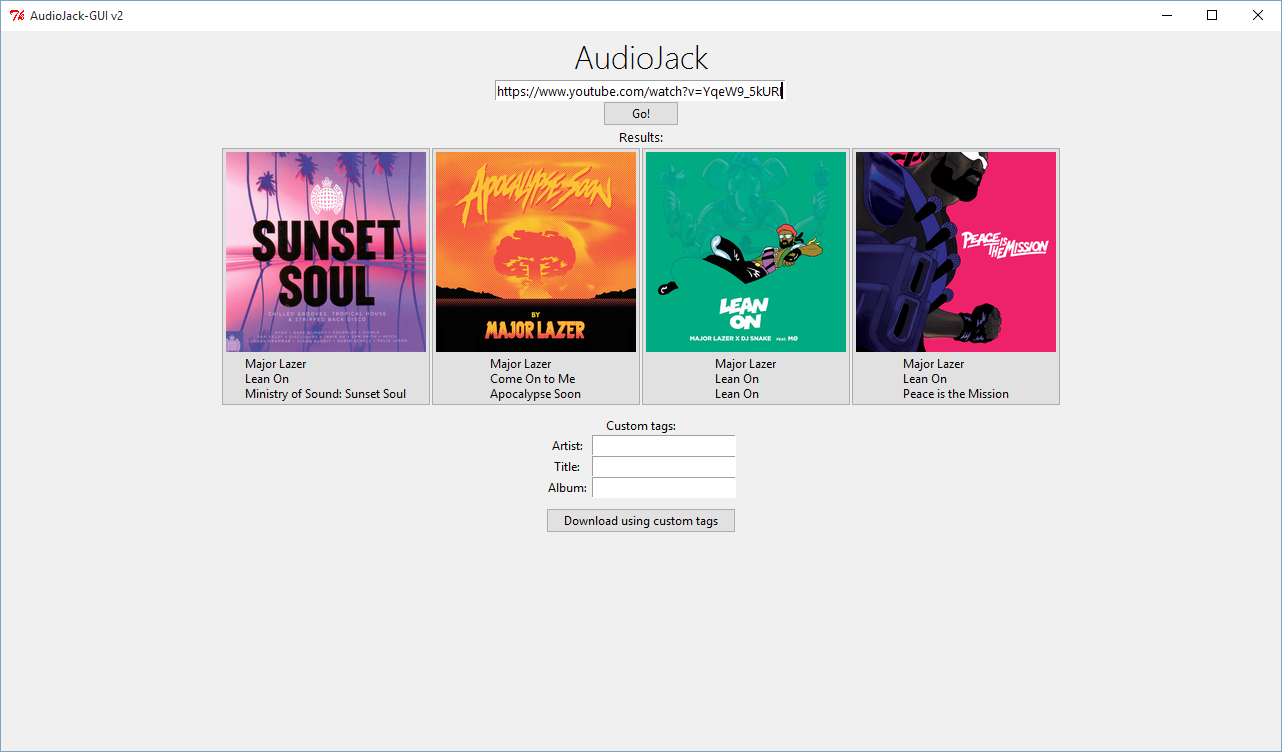 AudioJack-GUI v2
AudioJack
https://www.youtube.com/watch?v=YqeW9_5kURI
Go!
Results:
SUNSET
SOUL
CHILLED GROOVES, TROPICAL HOUSE
& STRIPPED BACK DISCO
APOCALYPSE SOON
BY
MAJOR LAZER
LEAN
ON
MAJOR LAZER X DJ SNAKE FEAT. MØ
PEACE IS
THE MISSION
Major Lazer
Lean On
Ministry of Sound: Sunset Soul
Major Lazer
Come On to Me
Apocalypse Soon
Major Lazer
Lean On
Lean On
Major Lazer
Lean On
Peace is the Mission
Custom tags:
Artist:
Title:
Album:
Download using custom tags